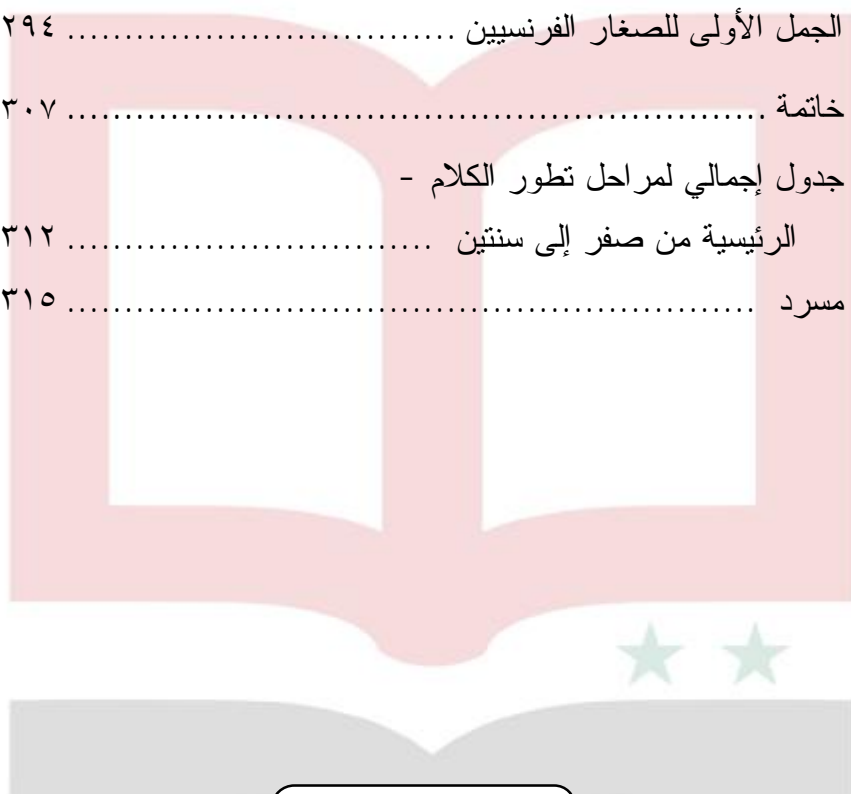 الجمل الأولى للصغار الفرنسيين ................................. ٢٩٤
خاتمة ............................................................. ٣٠٧
جدول إجمالي لمراحل تطور الكلام -
الرئيسية من صفر إلى سنتين ................................ ٣١٢
مسرد ............................................................ ٣١٥